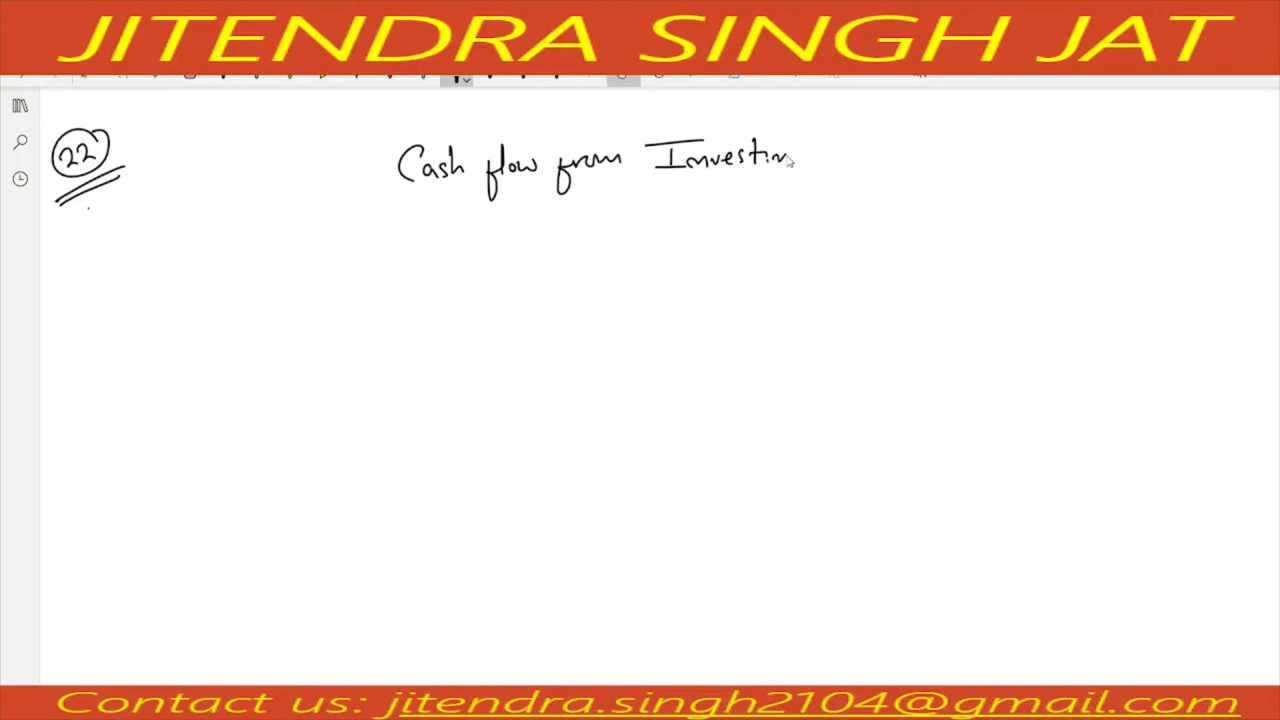 JITENDRA SINGH JAT
22 Cash flow from Investin
Contact us: jitendra.singh2104@gmail.com